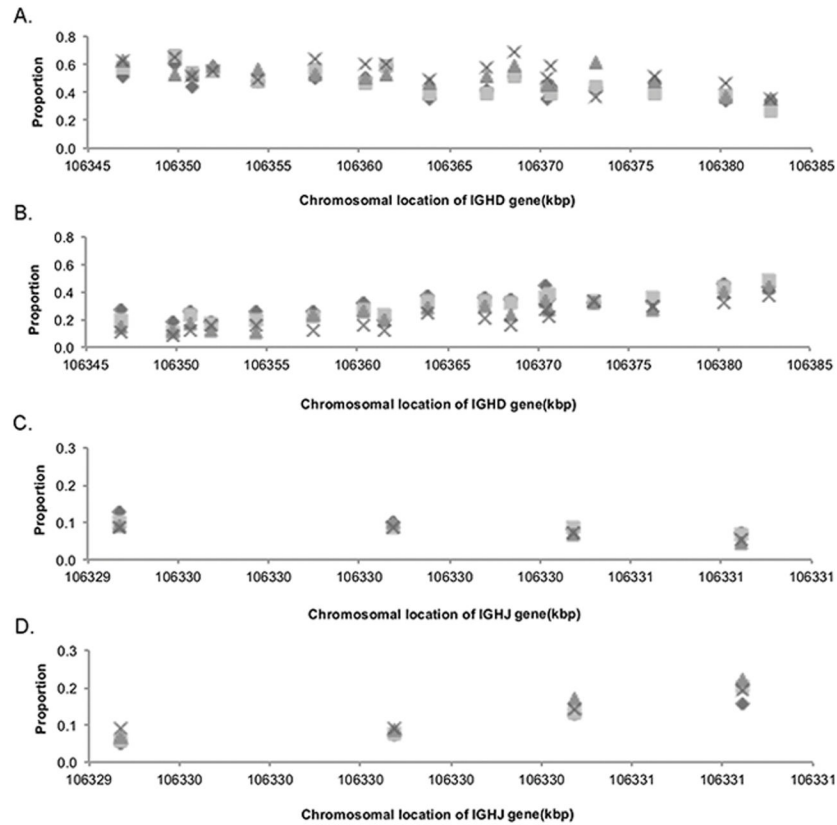 A.
0.8
0.6
0.4
0.2
0.0
Proportion
106345 106350 106355 106360 106365 106370 106375 106380 106385
Chromosomal location of IGHD gene(kbp)
B.
0.8
0.6
0.4
0.2
0.0
Proportion
106345 106350 106355 106360 106365 106370 106375 106380 106385
Chromosomal location of IGHD gene(kbp)
C.
0.3
0.2
0.1
0.0
Proportion
106329 106330 106330 106330 106330 106330 106331 106331 106331
Chromosomal location of IGHJ gene(kbp)
D.
0.3
0.2
0.1
0.0
Proportion
106329 106330 106330 106330 106330 106330 106331 106331 106331
Chromosomal location of IGHJ gene(kbp)